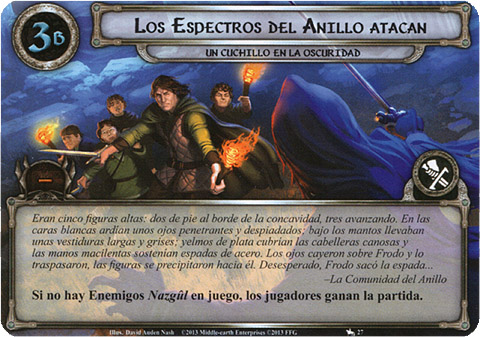 3B
Los Espectros del Anillo atacan
un cuchillo en la oscuridad
Eran cinco figuras altas: dos de pie al borde de la concavidad, tres avanzando. En las
caras blancas ardían unos ojos penetrantes y despiadados; bajo los mantos llevaban
unas vestiduras largas y grises; yelmos de plata cubrían las cabelleras canosas y
las manos macilentas sostenían espadas de acero. Los ojos cayeron sobre Frodo y lo
traspasaron, las figuras se precipitaron hacia él. Desesperado, Frodo sacó la espada...
–La Comunidad del Anillo
Si no hay Enemigos Nazgûl en juego, los jugadores ganan la partida.
Illus. David Auden Nash ©2013 Middle-earth Enterprises ©2013 FFG 27